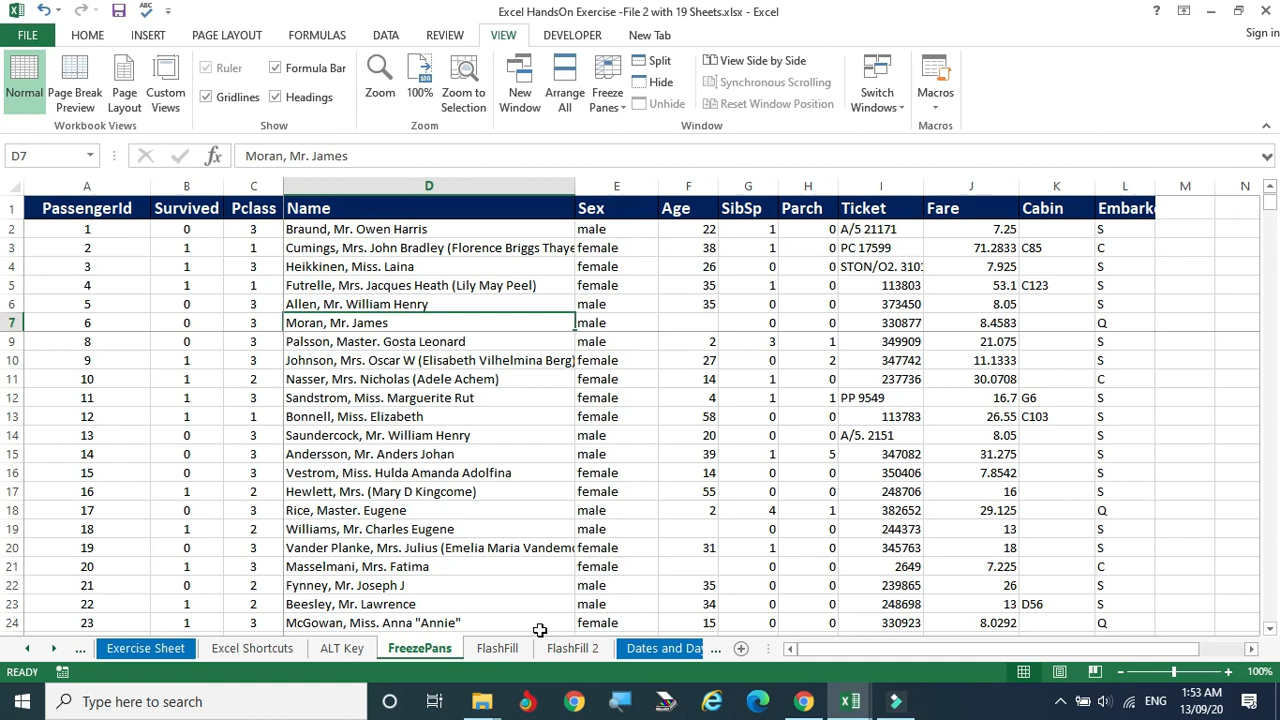 Excel HandsOn Exercise -File 2 with 19 Sheets.xlsx - Excel
FILE HOME INSERT PAGE LAYOUT FORMULAS DATA REVIEW VIEW DEVELOPER New Tab Sign in
Ruler Formula Bar Split View Side by Side
Gridlines Headings Hide Synchronous Scrolling
Unhide Reset Window Position
Normal Page Break Preview Page Layout Custom Views Zoom 100% Zoom to Selection New Window Arrange All Freeze Panes Switch Windows Macros
Workbook Views Show Zoom Window Macros
D7 fx Moran, Mr. James
A B C D E F G H I J K L M N
1 PassengerId Survived Pclass Name Sex Age SibSp Parch Ticket Fare Cabin Embark
2 1 0 3 Braund, Mr. Owen Harris male 22 1 0 A/5 21171 7.25 S
3 2 1 1 Cumings, Mrs. John Bradley (Florence Briggs Thaye female 38 1 0 PC 17599 71.2833 C85 C
4 3 1 3 Heikkinen, Miss. Laina female 26 0 0 STON/O2. 310 7.925 S
5 4 1 1 Futrelle, Mrs. Jacques Heath (Lily May Peel) female 35 1 0 113803 53.1 C123 S
6 5 0 3 Allen, Mr. William Henry male 35 0 0 373450 8.05 S
7 6 0 3 Moran, Mr. James male 0 0 330877 8.4583 Q
9 8 0 3 Palsson, Master. Gosta Leonard male 2 3 1 349909 21.075 S
10 9 1 3 Johnson, Mrs. Oscar W (Elisabeth Vilhelmina Berg) female 27 0 2 347742 11.1333 S
11 10 1 2 Nasser, Mrs. Nicholas (Adele Achem) female 14 1 0 237736 30.0708 C
12 11 1 3 Sandstrom, Miss. Marguerite Rut female 4 1 1 PP 9549 16.7 G6 S
13 12 1 1 Bonnell, Miss. Elizabeth female 58 0 0 113783 26.55 C103 S
14 13 0 3 Saundercock, Mr. William Henry male 20 0 0 A/5. 2151 8.05 S
15 14 0 3 Andersson, Mr. Anders Johan male 39 1 5 347082 31.275 S
16 15 0 3 Vestrom, Miss. Hulda Amanda Adolfina female 14 0 0 350406 7.8542 S
17 16 1 2 Hewlett, Mrs. (Mary D Kingcome) female 55 0 0 248706 16 S
18 17 0 3 Rice, Master. Eugene male 2 4 1 382652 29.125 Q
19 18 1 2 Williams, Mr. Charles Eugene male 0 0 244373 13 S
20 19 0 3 Vander Planke, Mrs. Julius (Emelia Maria Vandemo female 31 1 0 345763 18 S
21 20 1 3 Masselmani, Mrs. Fatima female 0 0 2649 7.225 C
22 21 0 2 Fynney, Mr. Joseph J male 35 0 0 239865 26 S
23 22 1 2 Beesley, Mr. Lawrence male 34 0 0 248698 13 D56 S
24 23 1 3 McGowan, Miss. Anna "Annie" female 15 0 0 330923 8.0292 Q
... Exercise Sheet Excel Shortcuts ALT Key FreezePans FlashFill FlashFill 2 Dates and Day ...
READY 100%
Type here to search ENG 1:53 AM
13/09/20